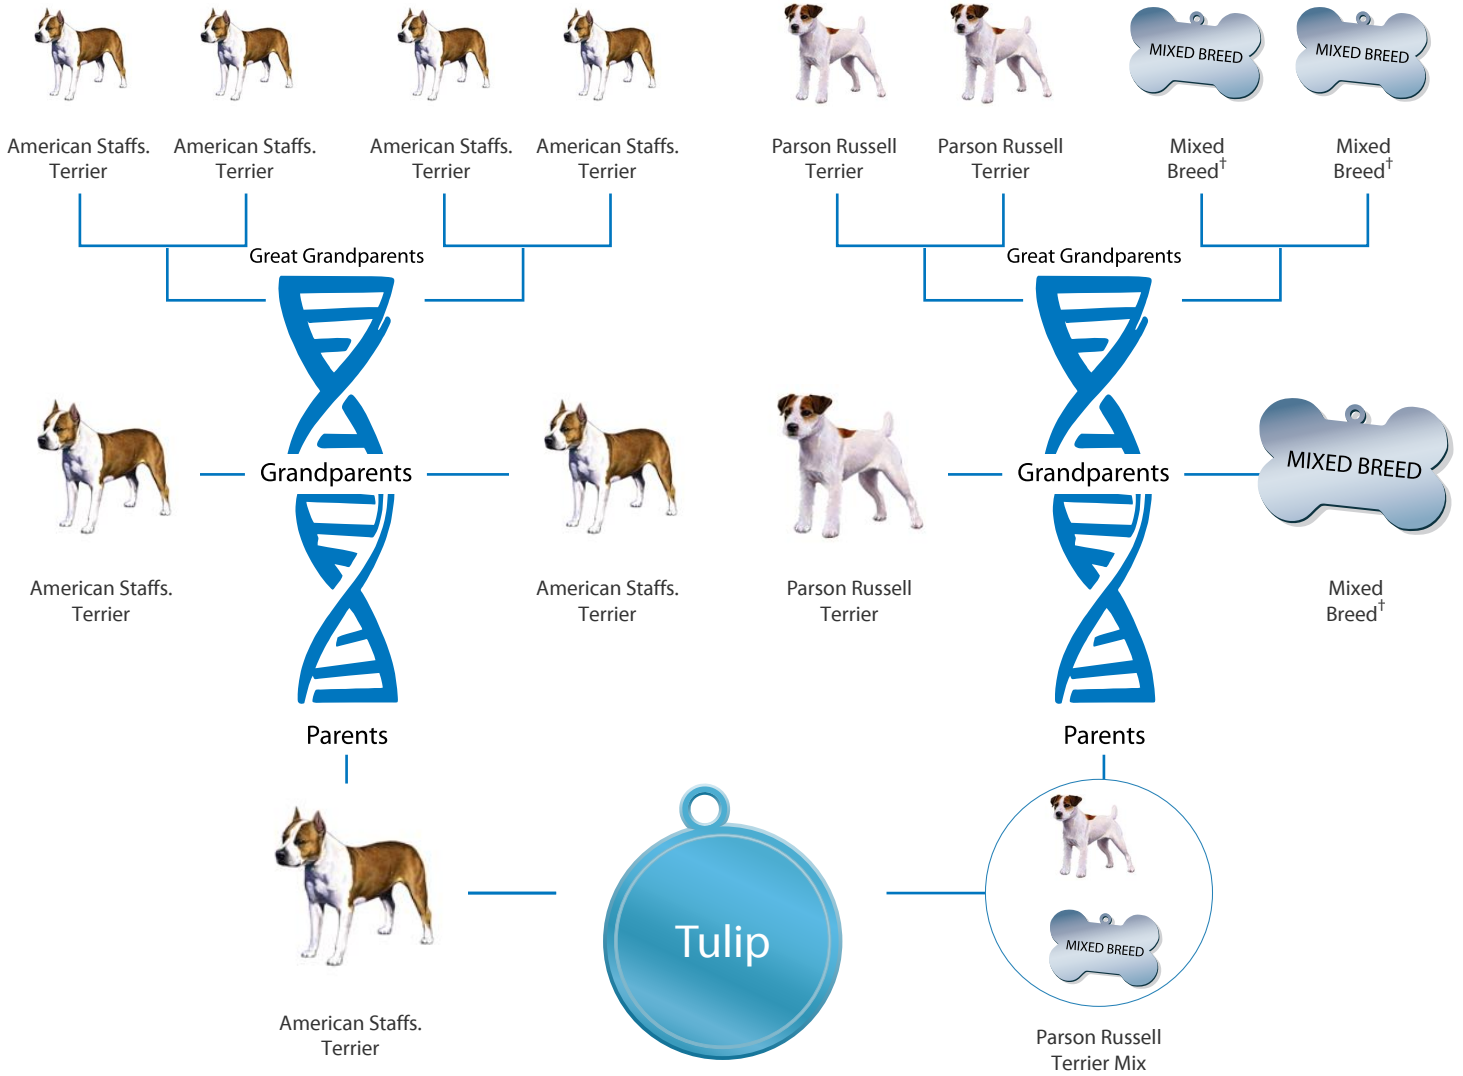 MIXED BREED
MIXED BREED
American Staffs.
Terrier
American Staffs.
Terrier
American Staffs.
Terrier
American Staffs.
Terrier
Parson Russell
Terrier
Parson Russell
Terrier
Mixed
Breed†
Mixed
Breed†
Great Grandparents
Great Grandparents
MIXED BREED
Grandparents
Grandparents
American Staffs.
Terrier
American Staffs.
Terrier
Parson Russell
Terrier
Mixed
Breed†
Parents
Parents
Tulip
MIXED BREED
American Staffs.
Terrier
Parson Russell
Terrier Mix